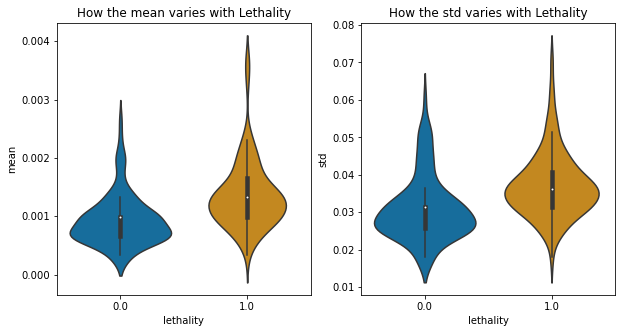 How the mean varies with Lethality
mean
0.004
0.003
0.002
0.001
0.000
0.0 1.0
lethality
How the std varies with Lethality
std
0.08
0.07
0.06
0.05
0.04
0.03
0.02
0.01
0.0 1.0
lethality